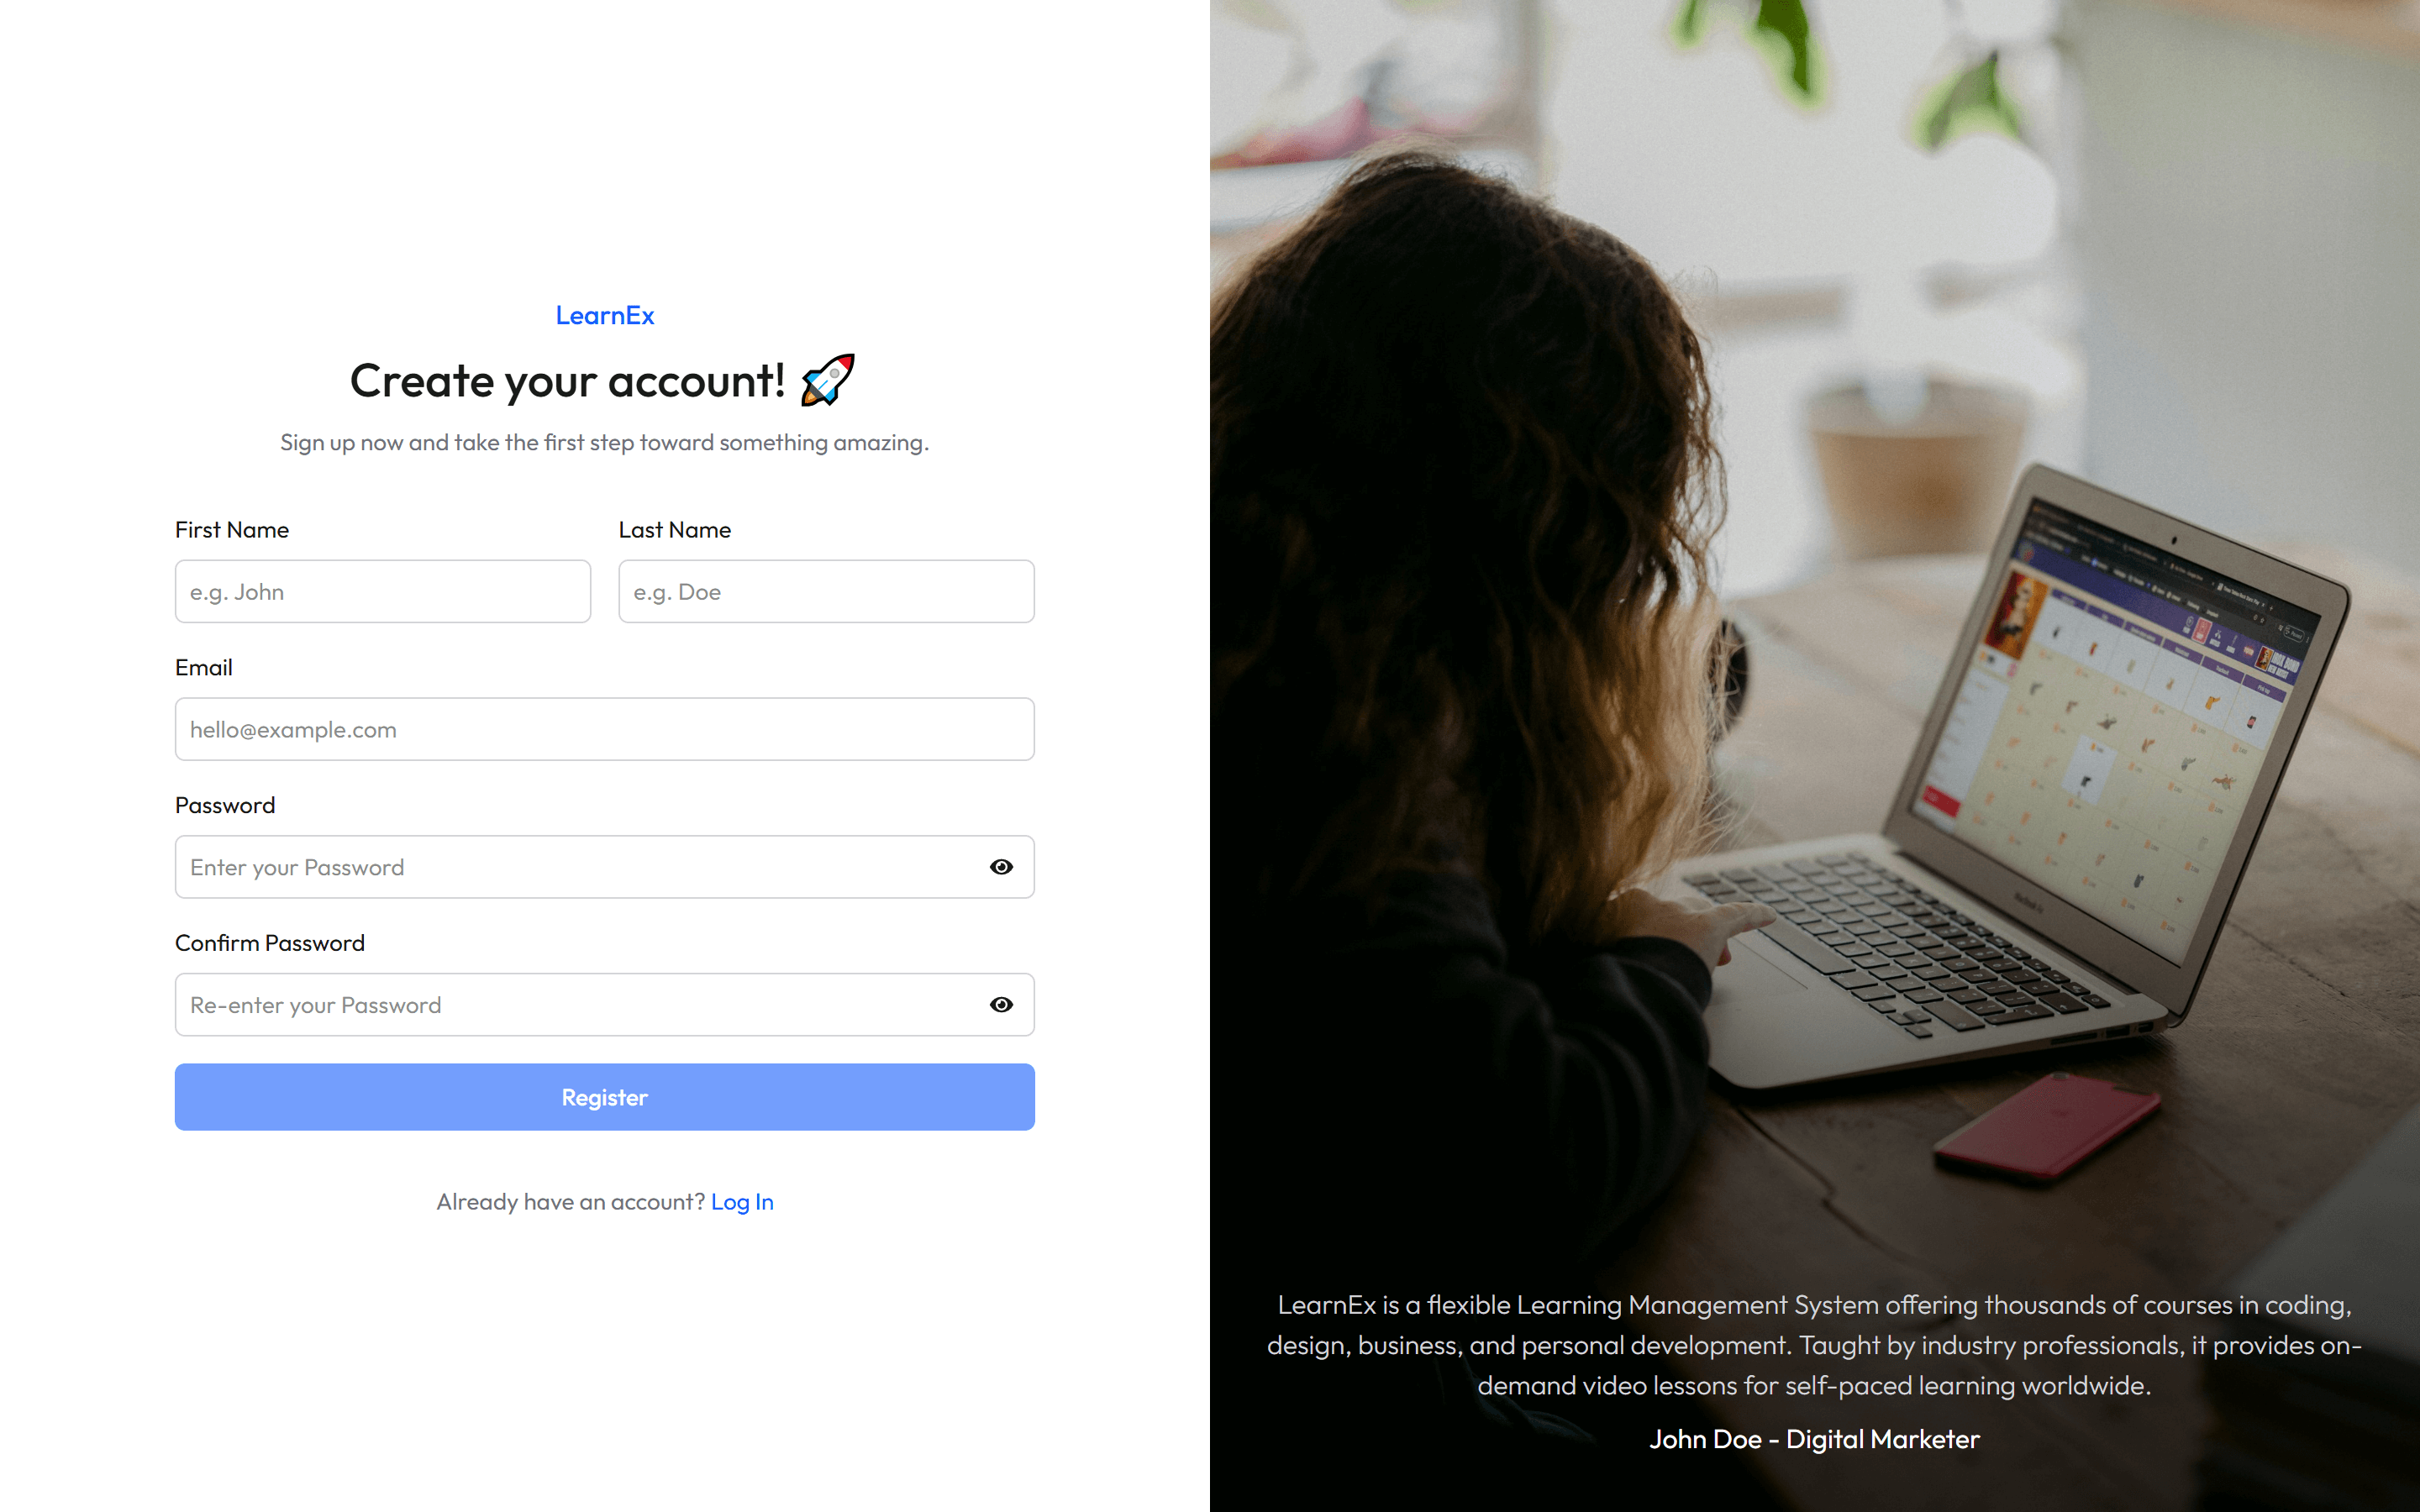 LearnEx
Create your account! 🚀
Sign up now and take the first step toward something amazing.
First Name
Last Name
e.g. John
e.g. Doe
Email
hello@example.com
Password
Enter your Password
Confirm Password
Re-enter your Password
Register
Already have an account? Log In
LearnEx is a flexible Learning Management System offering thousands of courses in coding,
design, business, and personal development. Taught by industry professionals, it provides on-
demand video lessons for self-paced learning worldwide.
John Doe - Digital Marketer